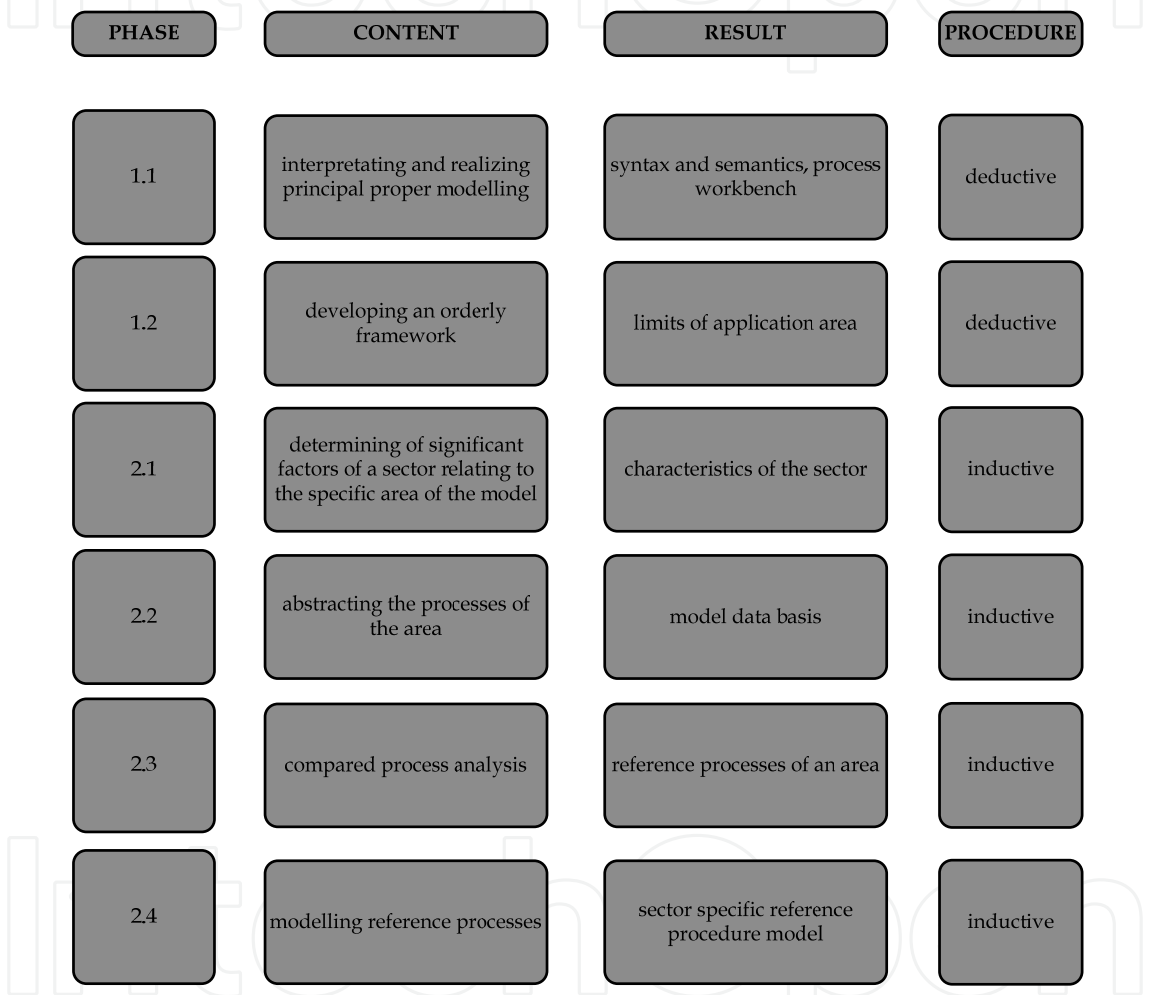 PHASE
CONTENT
RESULT
PROCEDURE
1.1
interpretating and realizing
principal proper modelling
syntax and semantics, process
workbench
deductive
1.2
developing an orderly
framework
limits of application area
deductive
2.1
determining of significant
factors of a sector relating to
the specific area of the model
characteristics of the sector
inductive
2.2
abstracting the processes of
the area
model data basis
inductive
2.3
compared process analysis
reference processes of an area
inductive
2.4
modelling reference processes
sector specific reference
procedure model
inductive